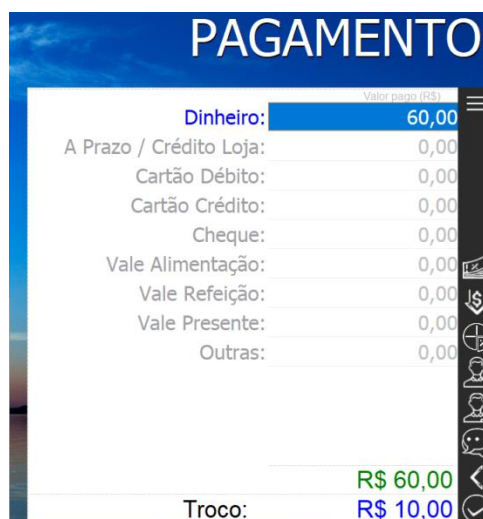 PAGAMENTO
Valor pago (R$)
Dinheiro: 60,00
A Prazo / Crédito Loja: 0,00
Cartão Débito: 0,00
Cartão Crédito: 0,00
Cheque: 0,00
Vale Alimentação: 0,00
Vale Refeição: 0,00
Vale Presente: 0,00
Outras: 0,00
R$ 60,00
Troco: R$ 10,00